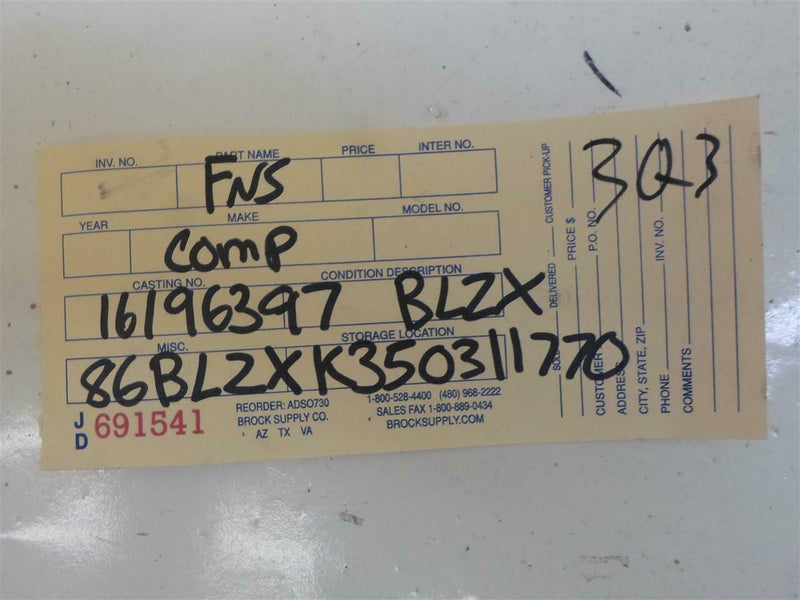 INV. NO. PART NAME PRICE INTER NO.
FNS
YEAR MAKE MODEL NO.
COMP
CASTING NO. CONDITION DESCRIPTION
16196397 BLZX
MISC. STORAGE LOCATION
86BLZXK350311770
JD 691541
REORDER: ADSO730
BROCK SUPPLY CO.
AZ TX VA
1-800-528-4400 (480) 968-2222
SALES FAX 1-800-889-0434
BROCKSUPPLY.COM
DELIVERED CUSTOMER PICK-UP
PRICE $
CUSTOMER P.O. NO.
ADDRESS
CITY, STATE, ZIP
PHONE INV. NO.
COMMENTS
3Q3